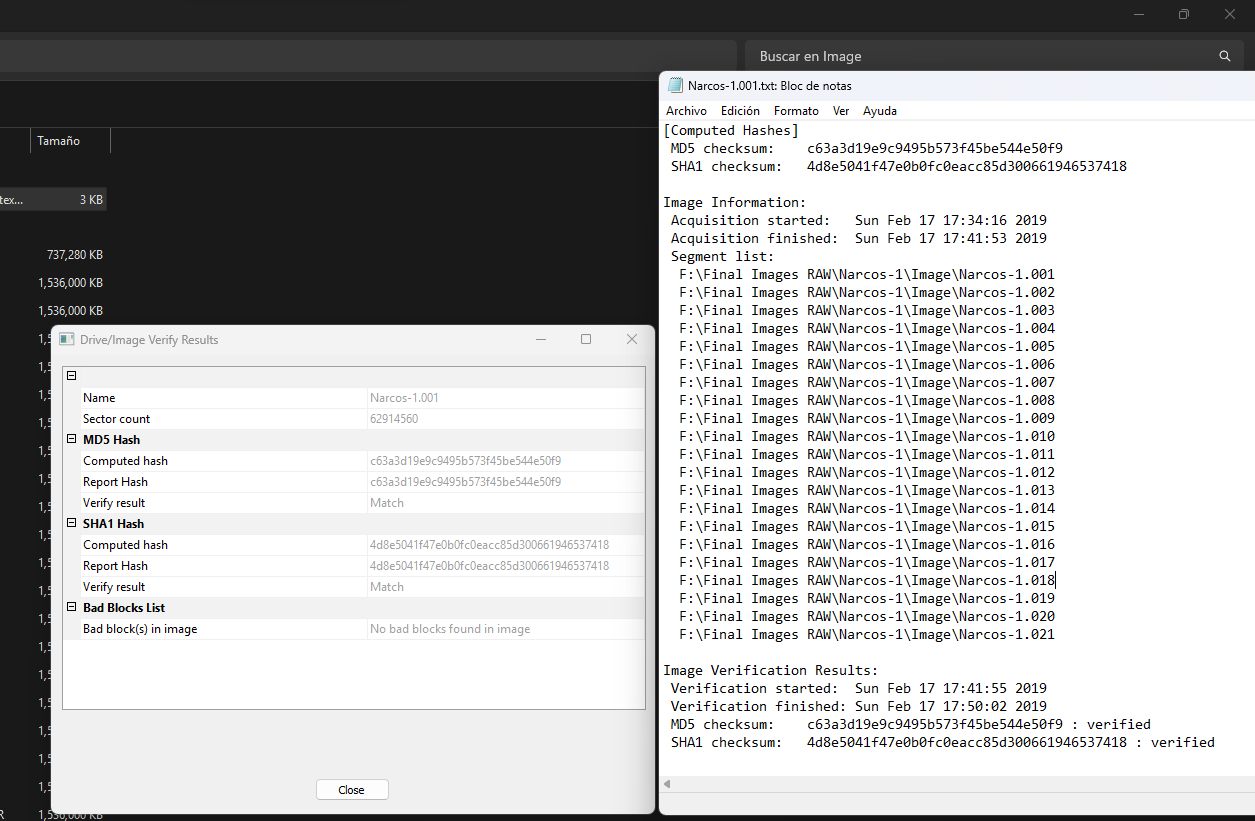 Buscar en Image
Tamaño
tex... 3 KB
737,280 KB
1,536,000 KB
1,536,000 KB
Narcos-1.001.txt: Bloc de notas
Archivo Edición Formato Ver Ayuda
[Computed Hashes]
MD5 checksum: c63a3d19e9c9495b573f45be544e50f9
SHA1 checksum: 4d8e5041f47e0b0fc0eacc85d300661946537418
Image Information:
Acquisition started: Sun Feb 17 17:34:16 2019
Acquisition finished: Sun Feb 17 17:41:53 2019
Segment list:
F:\Final Images RAW\Narcos-1\Image\Narcos-1.001
F:\Final Images RAW\Narcos-1\Image\Narcos-1.002
F:\Final Images RAW\Narcos-1\Image\Narcos-1.003
F:\Final Images RAW\Narcos-1\Image\Narcos-1.004
F:\Final Images RAW\Narcos-1\Image\Narcos-1.005
F:\Final Images RAW\Narcos-1\Image\Narcos-1.006
F:\Final Images RAW\Narcos-1\Image\Narcos-1.007
F:\Final Images RAW\Narcos-1\Image\Narcos-1.008
F:\Final Images RAW\Narcos-1\Image\Narcos-1.009
F:\Final Images RAW\Narcos-1\Image\Narcos-1.010
F:\Final Images RAW\Narcos-1\Image\Narcos-1.011
F:\Final Images RAW\Narcos-1\Image\Narcos-1.012
F:\Final Images RAW\Narcos-1\Image\Narcos-1.013
F:\Final Images RAW\Narcos-1\Image\Narcos-1.014
F:\Final Images RAW\Narcos-1\Image\Narcos-1.015
F:\Final Images RAW\Narcos-1\Image\Narcos-1.016
F:\Final Images RAW\Narcos-1\Image\Narcos-1.017
F:\Final Images RAW\Narcos-1\Image\Narcos-1.018
F:\Final Images RAW\Narcos-1\Image\Narcos-1.019
F:\Final Images RAW\Narcos-1\Image\Narcos-1.020
F:\Final Images RAW\Narcos-1\Image\Narcos-1.021
Image Verification Results:
Verification started: Sun Feb 17 17:41:55 2019
Verification finished: Sun Feb 17 17:50:02 2019
MD5 checksum: c63a3d19e9c9495b573f45be544e50f9 : verified
SHA1 checksum: 4d8e5041f47e0b0fc0eacc85d300661946537418 : verified
Drive/Image Verify Results
Name Narcos-1.001
Sector count 62914560
MD5 Hash
Computed hash c63a3d19e9c9495b573f45be544e50f9
Report Hash c63a3d19e9c9495b573f45be544e50f9
Verify result Match
SHA1 Hash
Computed hash 4d8e5041f47e0b0fc0eacc85d300661946537418
Report Hash 4d8e5041f47e0b0fc0eacc85d300661946537418
Verify result Match
Bad Blocks List
Bad block(s) in image No bad blocks found in image
Close